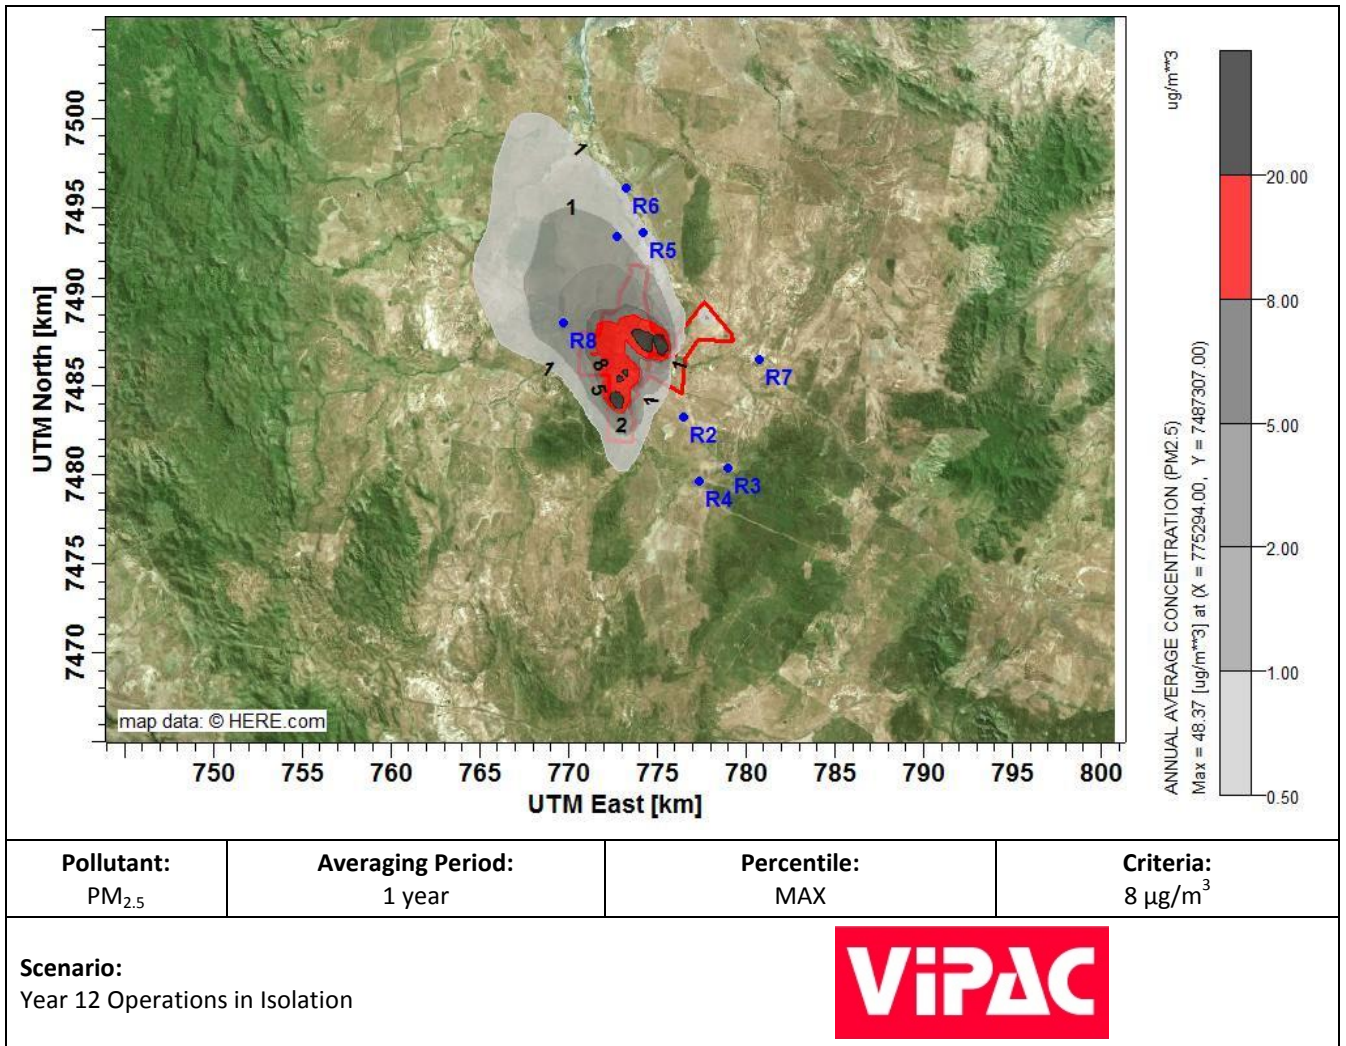 7500
7495
7490
7485
7480
7475
7470
UTM North [km]
1
1
R6
R5
R8
1
8
5
2
1
1
R7
R2
R3
R4
map data: © HERE.com
750 755 760 765 770 775 780 785 790 795 800
UTM East [km]
ug/m**3
20.00
8.00
5.00
2.00
1.00
0.50
ANNUAL AVERAGE CONCENTRATION (PM2.5)
Max = 48.37 [ug/m**3] at (X = 775294.00, Y = 7487307.00)
Pollutant:
PM2.5
Averaging Period:
1 year
Percentile:
MAX
Criteria:
8 µg/m3
Scenario:
Year 12 Operations in Isolation
ViPAC